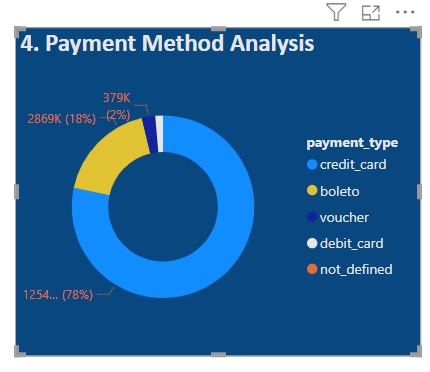 4. Payment Method Analysis
379K
(2%)
2869K (18%)
payment_type
credit_card
boleto
voucher
debit_card
not_defined
1254... (78%)